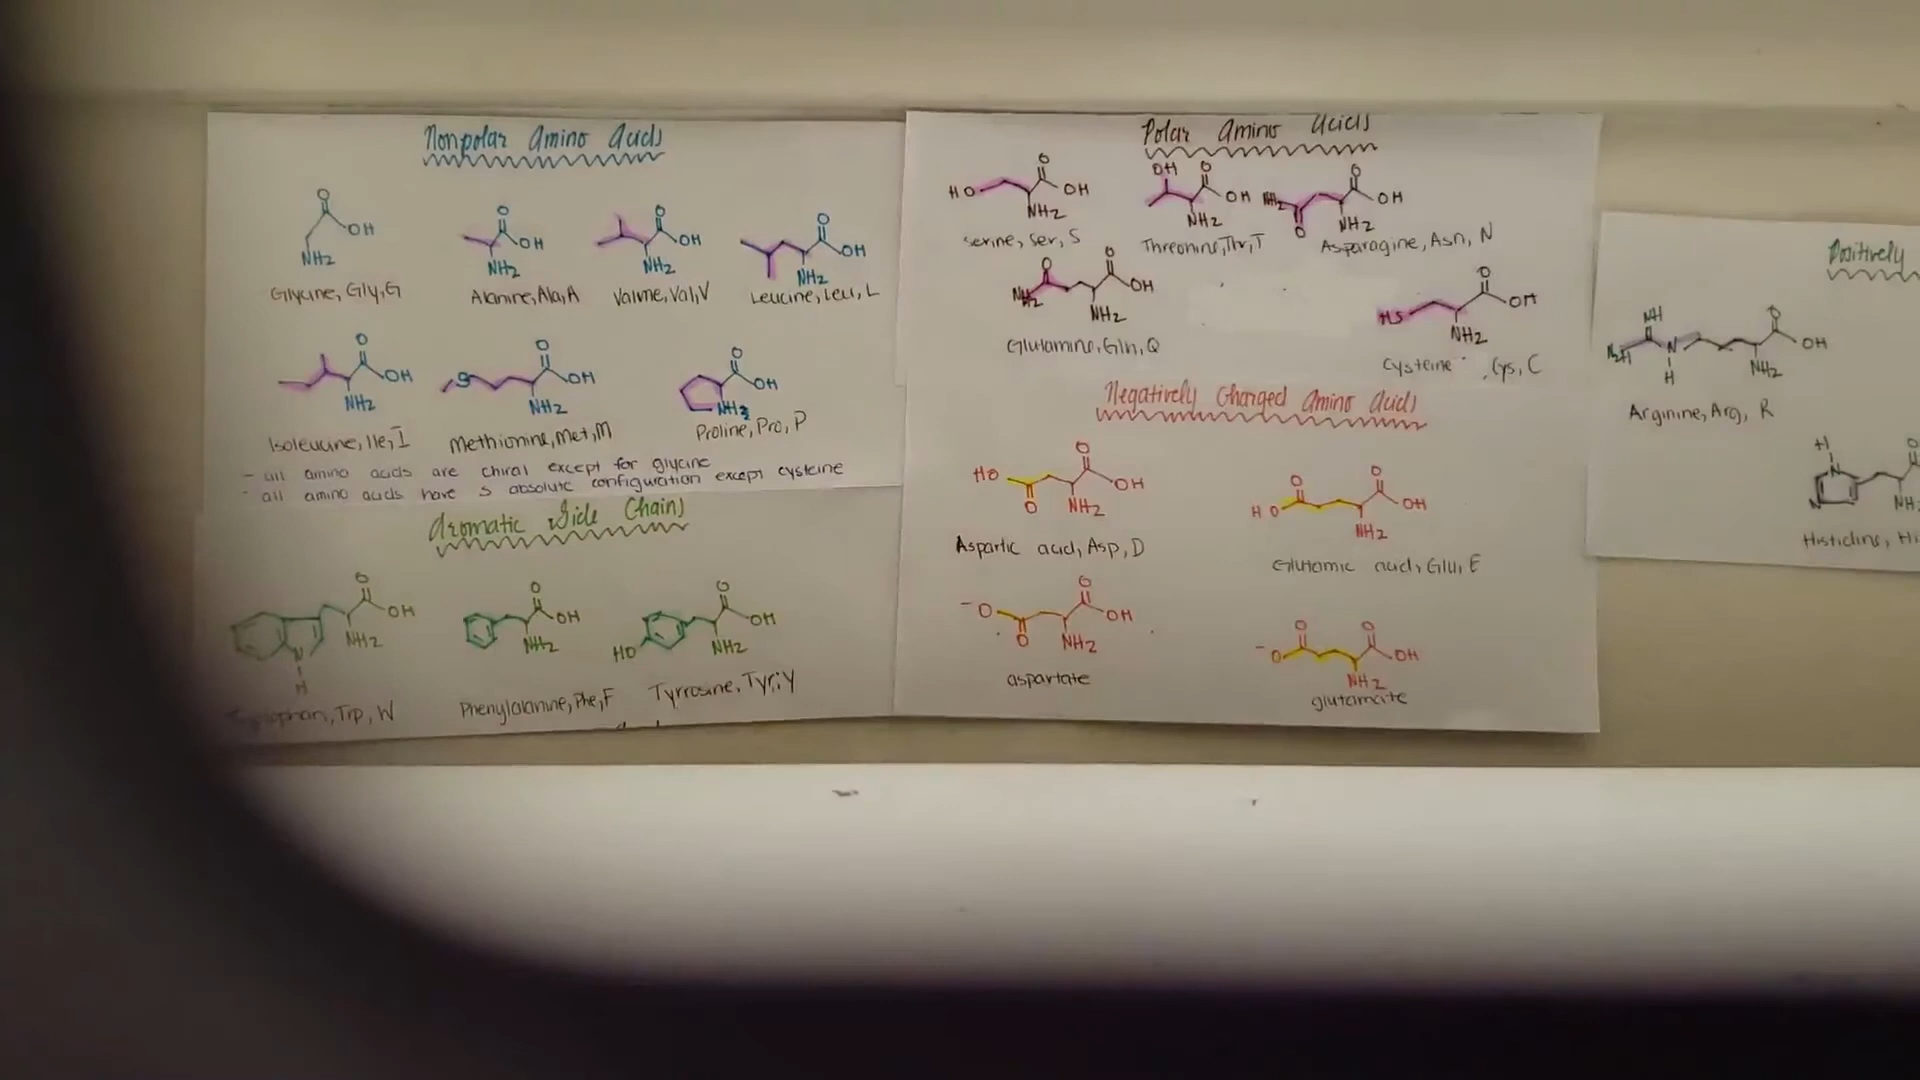 Nonpolar Amino Acids
O
OH
NH2
Glycine, Gly, G
O
OH
NH2
Alanine, Ala, A
O
OH
NH2
Valine, Val, V
O
OH
NH2
Leucine, Leu, L
O
OH
NH2
Isoleucine, Ile, I
S
O
OH
NH2
Methionine, Met, M
O
OH
NH2
Proline, Pro, P
- all amino acids are chiral except for glycine
- all amino acids have S absolute configuration except cysteine
Aromatic Side Chains
O
OH
NH2
N
H
Trp, W
O
OH
NH2
Phenylalanine, Phe, F
O
OH
NH2
HO
Tyrrosine, Tyr, Y
Polar Amino Acids
HO
O
OH
NH2
Serine, Ser, S
OH
O
OH
NH2
Threonine, Thr, T
NH2
O
O
OH
NH2
Asparagine, Asn, N
O
NH2
O
OH
NH2
Glutamine, Gln, Q
HS
O
OH
NH2
Cysteine, Cys, C
Negatively Charged Amino Acids
HO
O
O
OH
NH2
Aspartic acid, Asp, D
HO
O
O
OH
NH2
Glutamic acid, Glu, E
-O
O
O
OH
NH2
aspartate
-O
O
O
OH
NH2
glutamate
Positively
NH
N
H
O
OH
NH2
Arginine, Arg, R
H
N
N
O
NH
Histidine, Hi